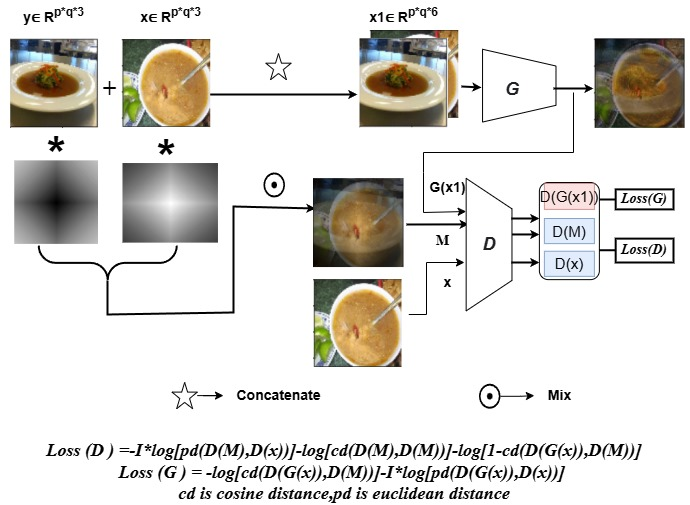 y∈ R^p*q*3
x∈ R^p*q*3
x1∈ R^p*q*6
+
G
*
*
G(x1)
M
x
D
D(G(x1))
D(M)
D(x)
Loss(G)
Loss(D)
Concatenate
Mix
Loss (D ) =-I*log[pd(D(M),D(x))]-log[cd(D(M),D(M))]-log[1-cd(D(G(x)),D(M))]
Loss (G ) = -log[cd(D(G(x)),D(M))]-I*log[pd(D(G(x)),D(x))]
cd is cosine distance,pd is euclidean distance